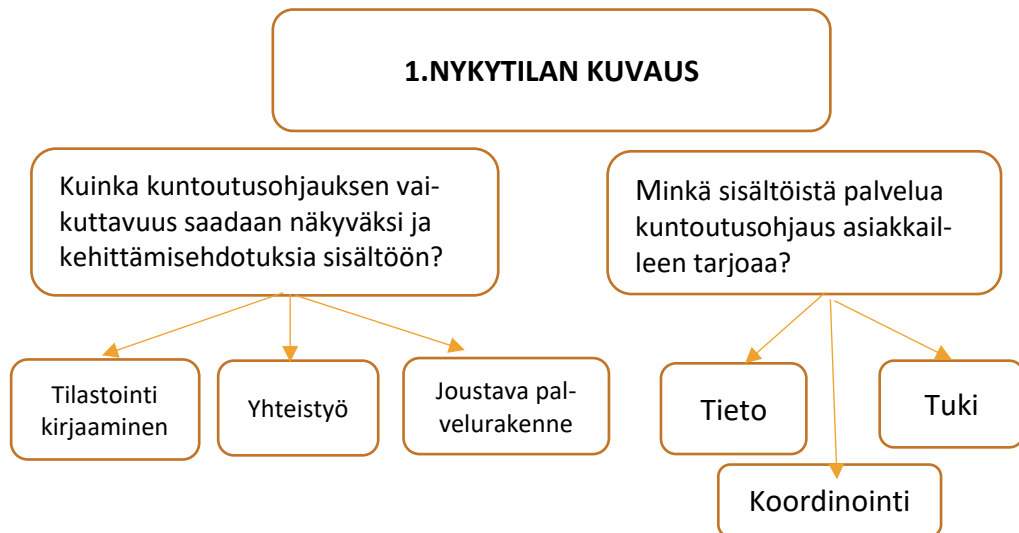 1.NYKYTILAN KUVAUS
Kuinka kuntoutusohjauksen vai-
kuttavuus saadaan näkyväksi ja
kehittämisehdotuksia sisältöön?
Minkä sisältöistä palvelua
kuntoutusohjaus asiakkail-
leen tarjoaa?
Tilastointi
kirjaaminen
Yhteistyö
Joustava pal-
velurakenne
Tieto
Tuki
Koordinointi